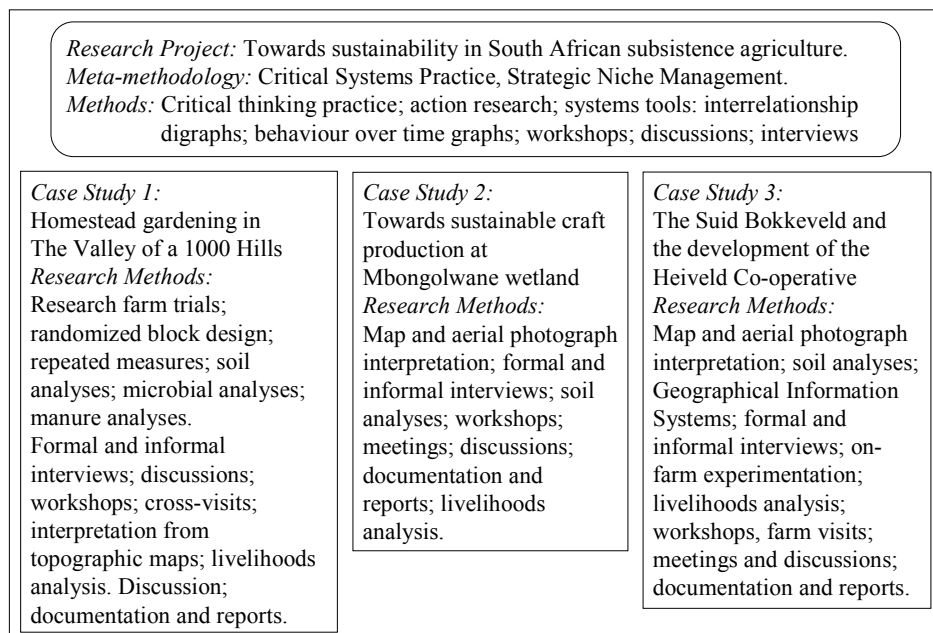 Research Project: Towards sustainability in South African subsistence agriculture.
Meta-methodology: Critical Systems Practice, Strategic Niche Management.
Methods: Critical thinking practice; action research; systems tools: interrelationship
digraphs; behaviour over time graphs; workshops; discussions; interviews
Case Study 1:
Homestead gardening in
The Valley of a 1000 Hills
Research Methods:
Research farm trials;
randomized block design;
repeated measures; soil
analyses; microbial analyses;
manure analyses.
Formal and informal
interviews; discussions;
workshops; cross-visits;
interpretation from
topographic maps; livelihoods
analysis. Discussion;
documentation and reports.
Case Study 2:
Towards sustainable craft
production at
Mbongolwane wetland
Research Methods:
Map and aerial photograph
interpretation; formal and
informal interviews; soil
analyses; workshops;
meetings; discussions;
documentation and
reports; livelihoods
analysis.
Case Study 3:
The Suid Bokkeveld and
the development of the
Heiveld Co-operative
Research Methods:
Map and aerial photograph
interpretation; soil analyses;
Geographical Information
Systems; formal and
informal interviews; on-
farm experimentation;
livelihoods analysis;
workshops, farm visits;
meetings and discussions;
documentation and reports.